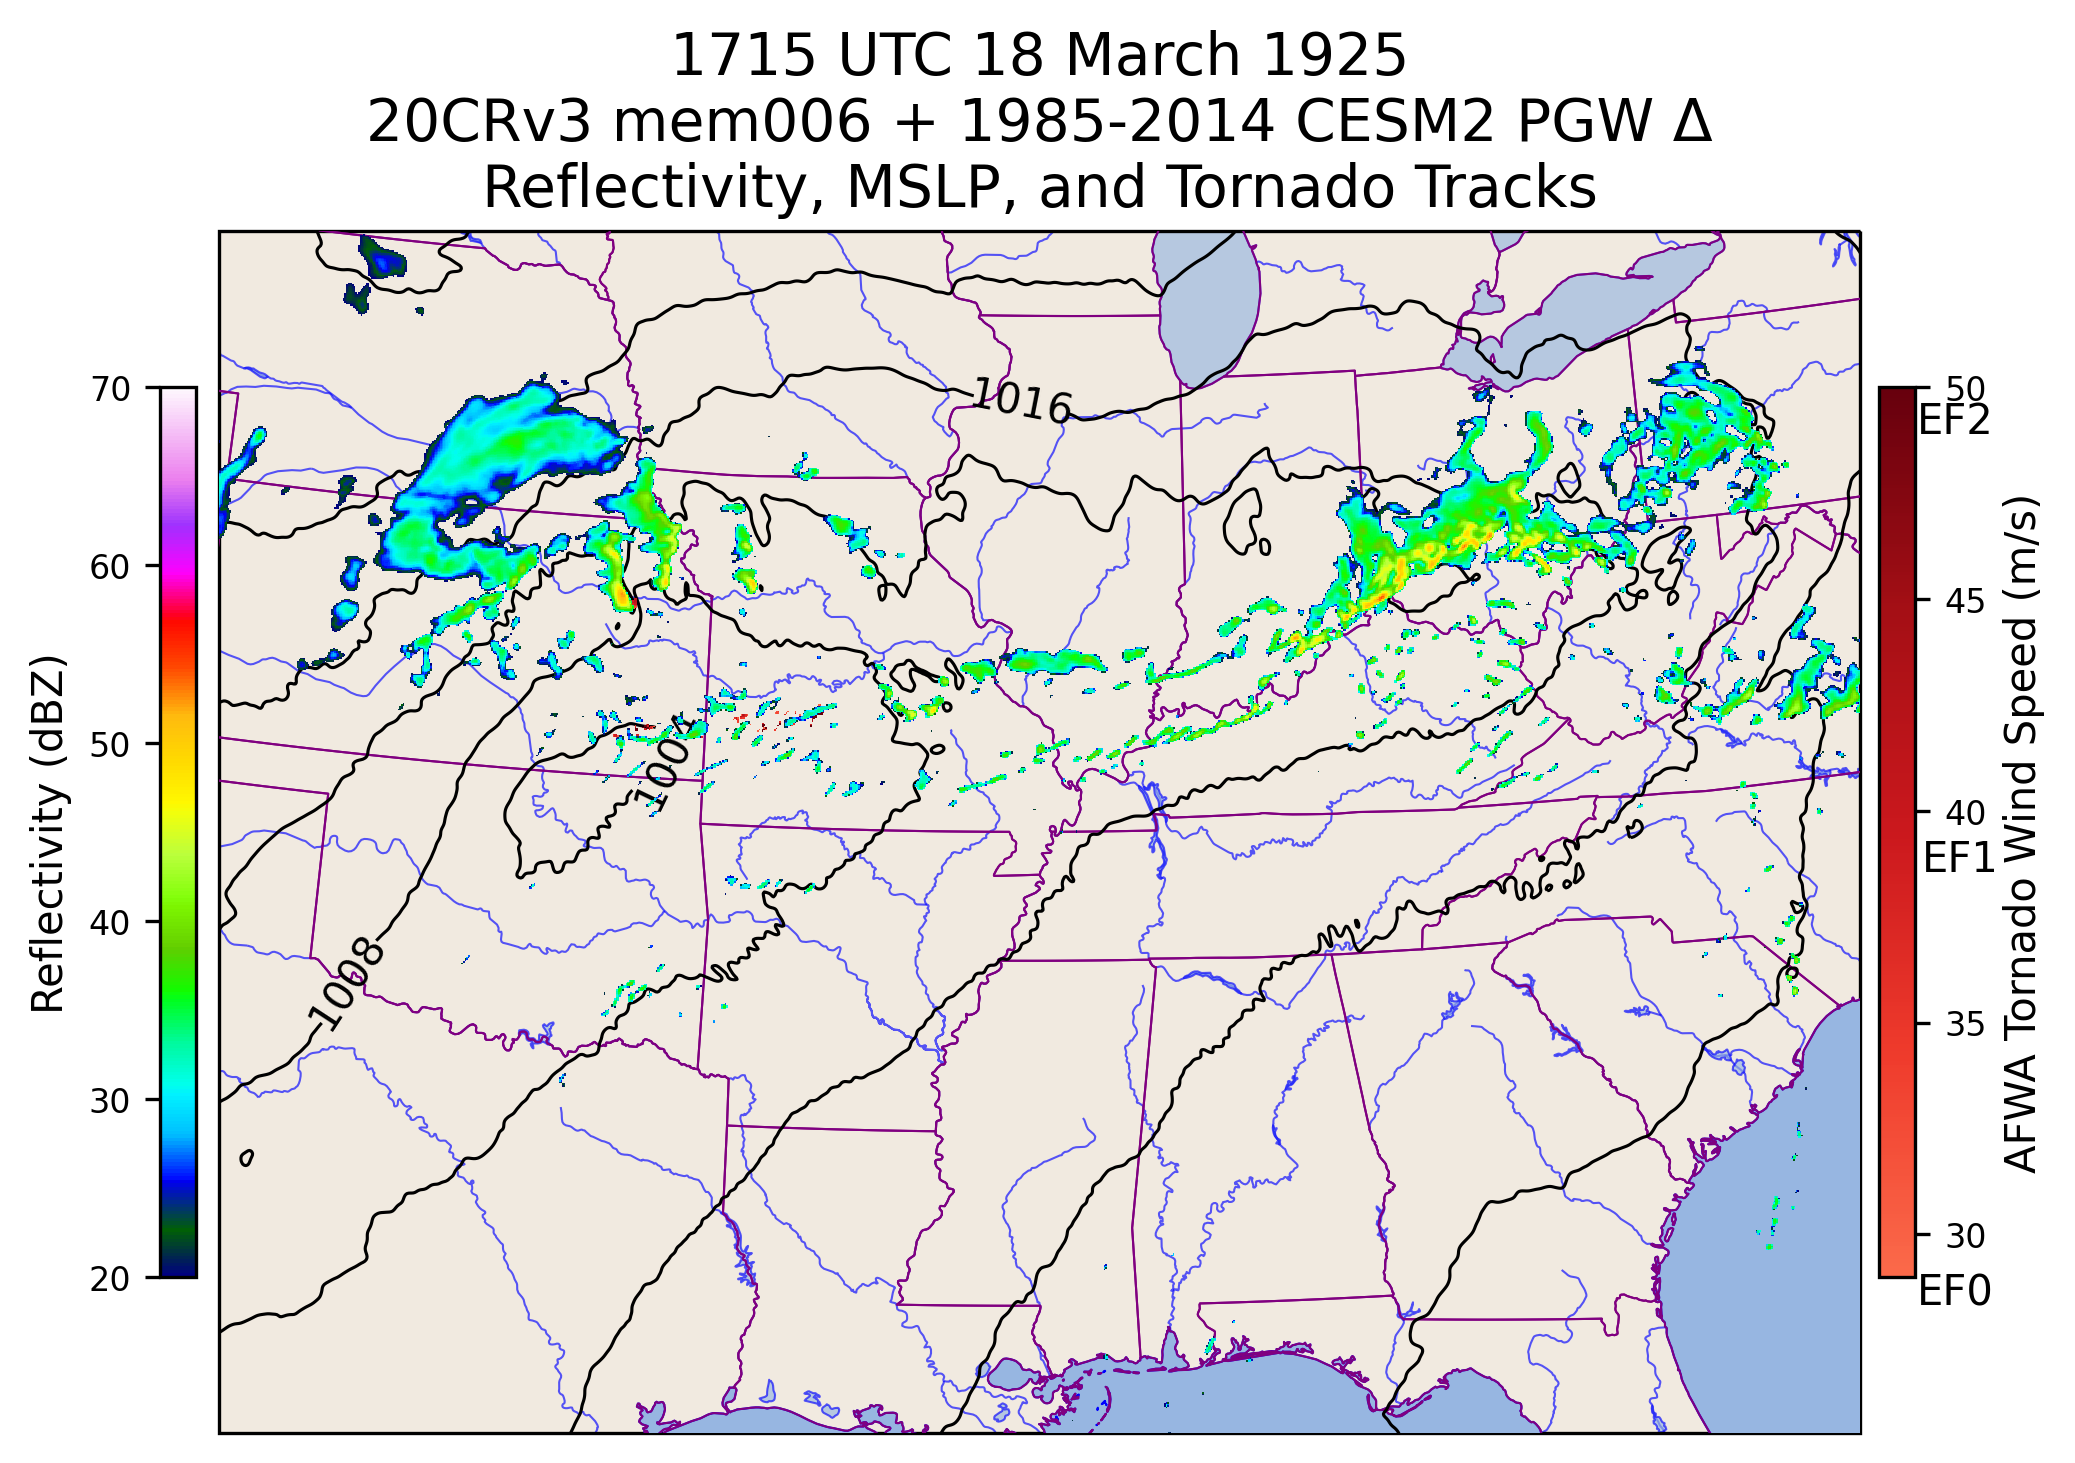 1715 UTC 18 March 1925
20CRv3 mem006 + 1985-2014 CESM2 PGW Δ
Reflectivity, MSLP, and Tornado Tracks
Reflectivity (dBZ)
70
60
50
40
30
20
1016
1004
1008
50
EF2
45
40
EF1
35
30
EF0
AFWA Tornado Wind Speed (m/s)